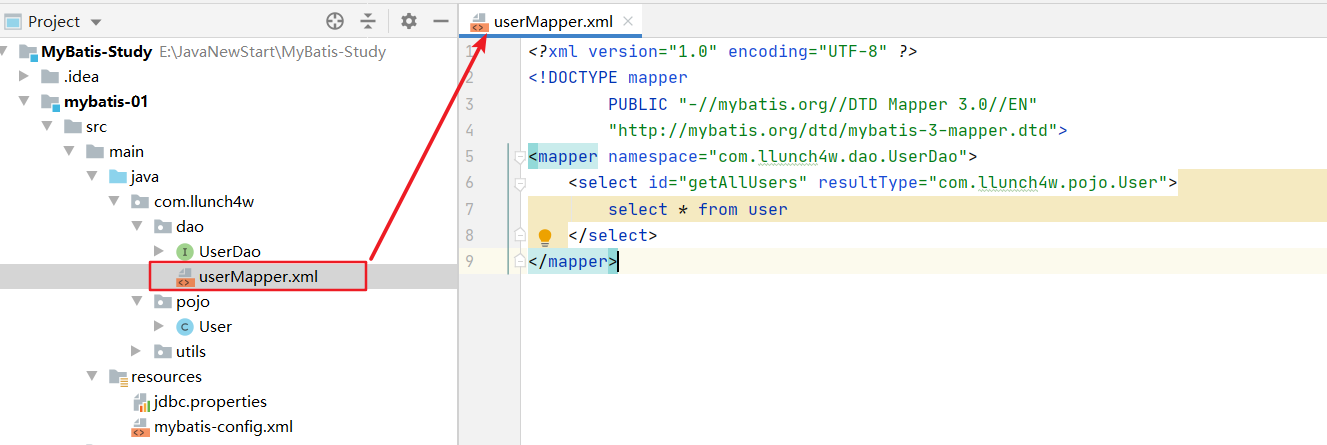 Project
MyBatis-Study E:\JavaNewStart\MyBatis-Study
.idea
mybatis-01
src
main
java
com.llunch4w
dao
UserDao
userMapper.xml
pojo
User
utils
resources
jdbc.properties
mybatis-config.xml
userMapper.xml
1 <?xml version="1.0" encoding="UTF-8" ?>
2 <!DOCTYPE mapper
3 PUBLIC "-//mybatis.org//DTD Mapper 3.0//EN"
4 "http://mybatis.org/dtd/mybatis-3-mapper.dtd">
5 <mapper namespace="com.llunch4w.dao.UserDao">
6 <select id="getAllUsers" resultType="com.llunch4w.pojo.User">
7 select * from user
8 </select>
9 </mapper>